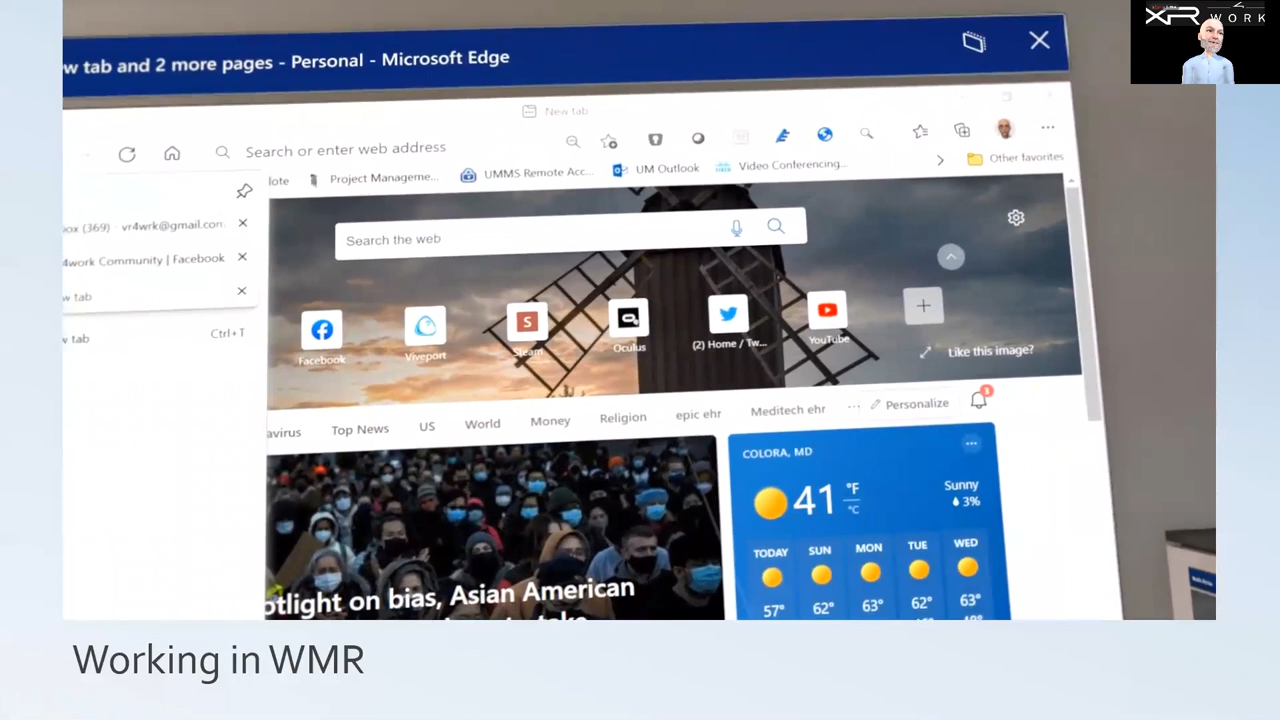 XR WORK
w tab and 2 more pages - Personal - Microsoft Edge
New tab
Search or enter web address
lote
Project Manageme...
UMMS Remote Acc...
UM Outlook
Video Conferencing...
Other favorites
ox (369) · vr4wrk@gmail.con
4work Community | Facebook
w tab
w tab Ctrl+T
Search the web
Facebook
Viveport
Steam
Oculus
(2) Home / Tw...
YouTube
Like this image?
avirus
Top News
US
World
Money
Religion
epic ehr
Meditech ehr
...
Personalize
3
COLORA, MD
41 °F
°C
Sunny
3%
TODAY SUN MON TUE WED
57° 62° 63° 62° 63°
otlight on bias, Asian American
Working in WMR